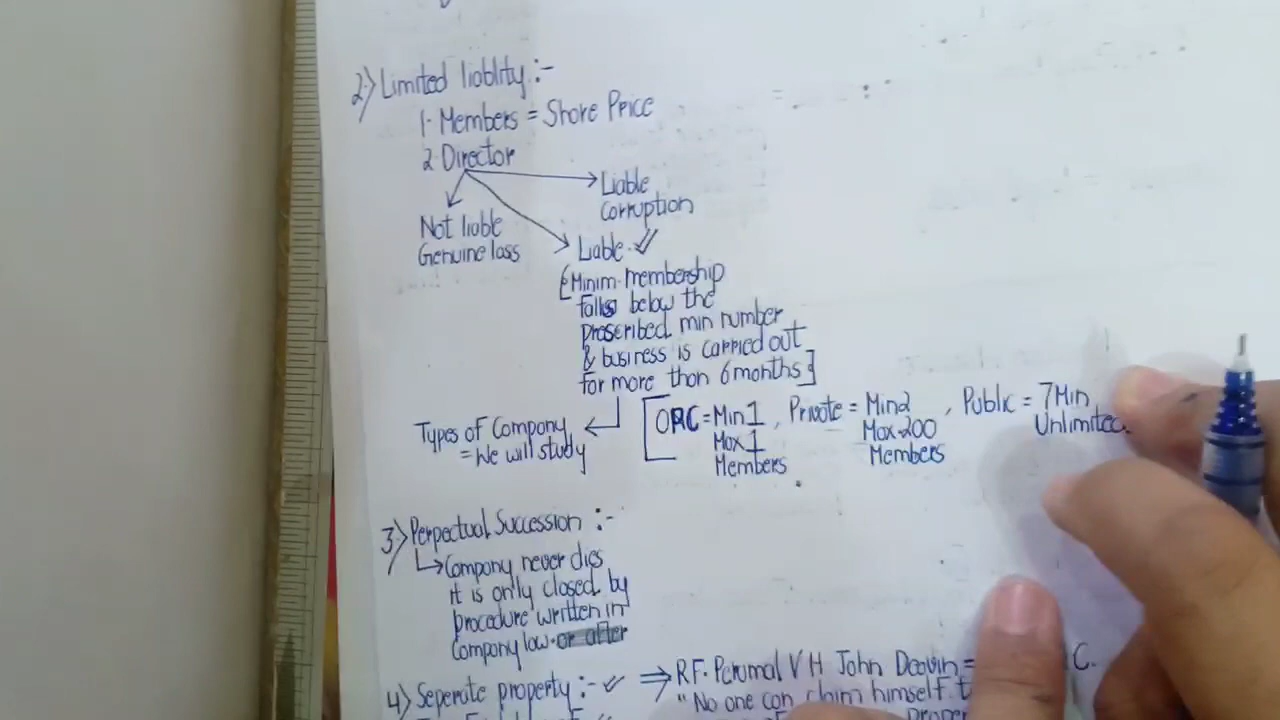 2) Limited lioblity :-
1. Members = Share Price
2. Director
Not liable
Genuine loss
Liable
Corruption
Liable.
[Minim. membership
falls below the
prescribed min number
& business is carried out
for more than 6 months]
Types of Company
= We will study
OPC = Min 1
Max 1
Members
, Private = Min 2
Max 200
Members
, Public = 7 Min
Unlimited.
3) Perpectual Succession :-
Company never dies
it is only closed by
procedure written in
Company law. or after
4) Seperate property :-
⇒ RF. Perumal V H John Deavin =
C.
"No one can claim himself t
proper